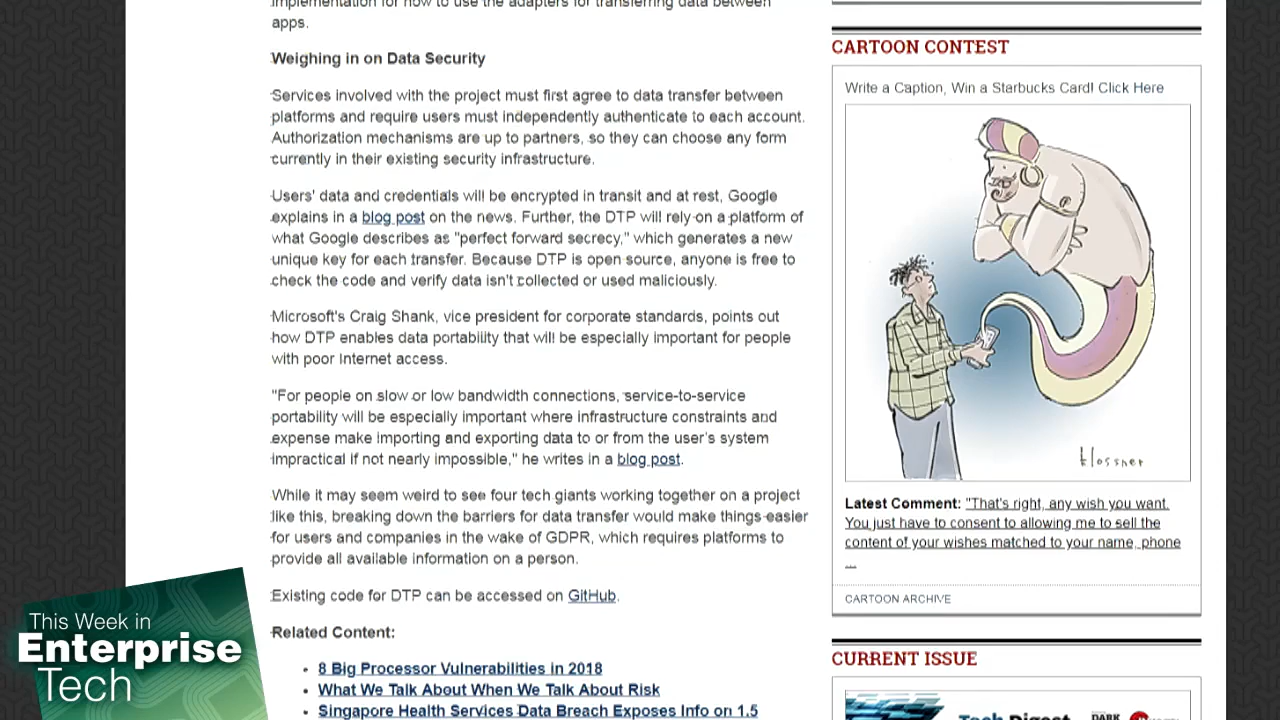 implementation for how to use the adapters for transferring data between
apps.
Weighing in on Data Security
Services involved with the project must first agree to data transfer between
platforms and require users must independently authenticate to each account.
Authorization mechanisms are up to partners, so they can choose any form
currently in their existing security infrastructure.
Users' data and credentials will be encrypted in transit and at rest, Google
explains in a blog post on the news. Further, the DTP will rely on a platform of
what Google describes as "perfect forward secrecy," which generates a new
unique key for each transfer. Because DTP is open source, anyone is free to
check the code and verify data isn't collected or used maliciously.
Microsoft's Craig Shank, vice president for corporate standards, points out
how DTP enables data portability that will be especially important for people
with poor Internet access.
"For people on slow or low bandwidth connections, service-to-service
portability will be especially important where infrastructure constraints and
expense make importing and exporting data to or from the user's system
impractical if not nearly impossible," he writes in a blog post.
While it may seem weird to see four tech giants working together on a project
like this, breaking down the barriers for data transfer would make things easier
for users and companies in the wake of GDPR, which requires platforms to
provide all available information on a person.
Existing code for DTP can be accessed on GitHub.
Related Content:
8 Big Processor Vulnerabilities in 2018
What We Talk About When We Talk About Risk
Singapore Health Services Data Breach Exposes Info on 1.5
CARTOON CONTEST
Write a Caption, Win a Starbucks Card! Click Here
klossner
Latest Comment: "That's right, any wish you want.
You just have to consent to allowing me to sell the
content of your wishes matched to your name, phone
...
CARTOON ARCHIVE
CURRENT ISSUE
Tech Digest
DARK
This Week in
Enterprise
Tech